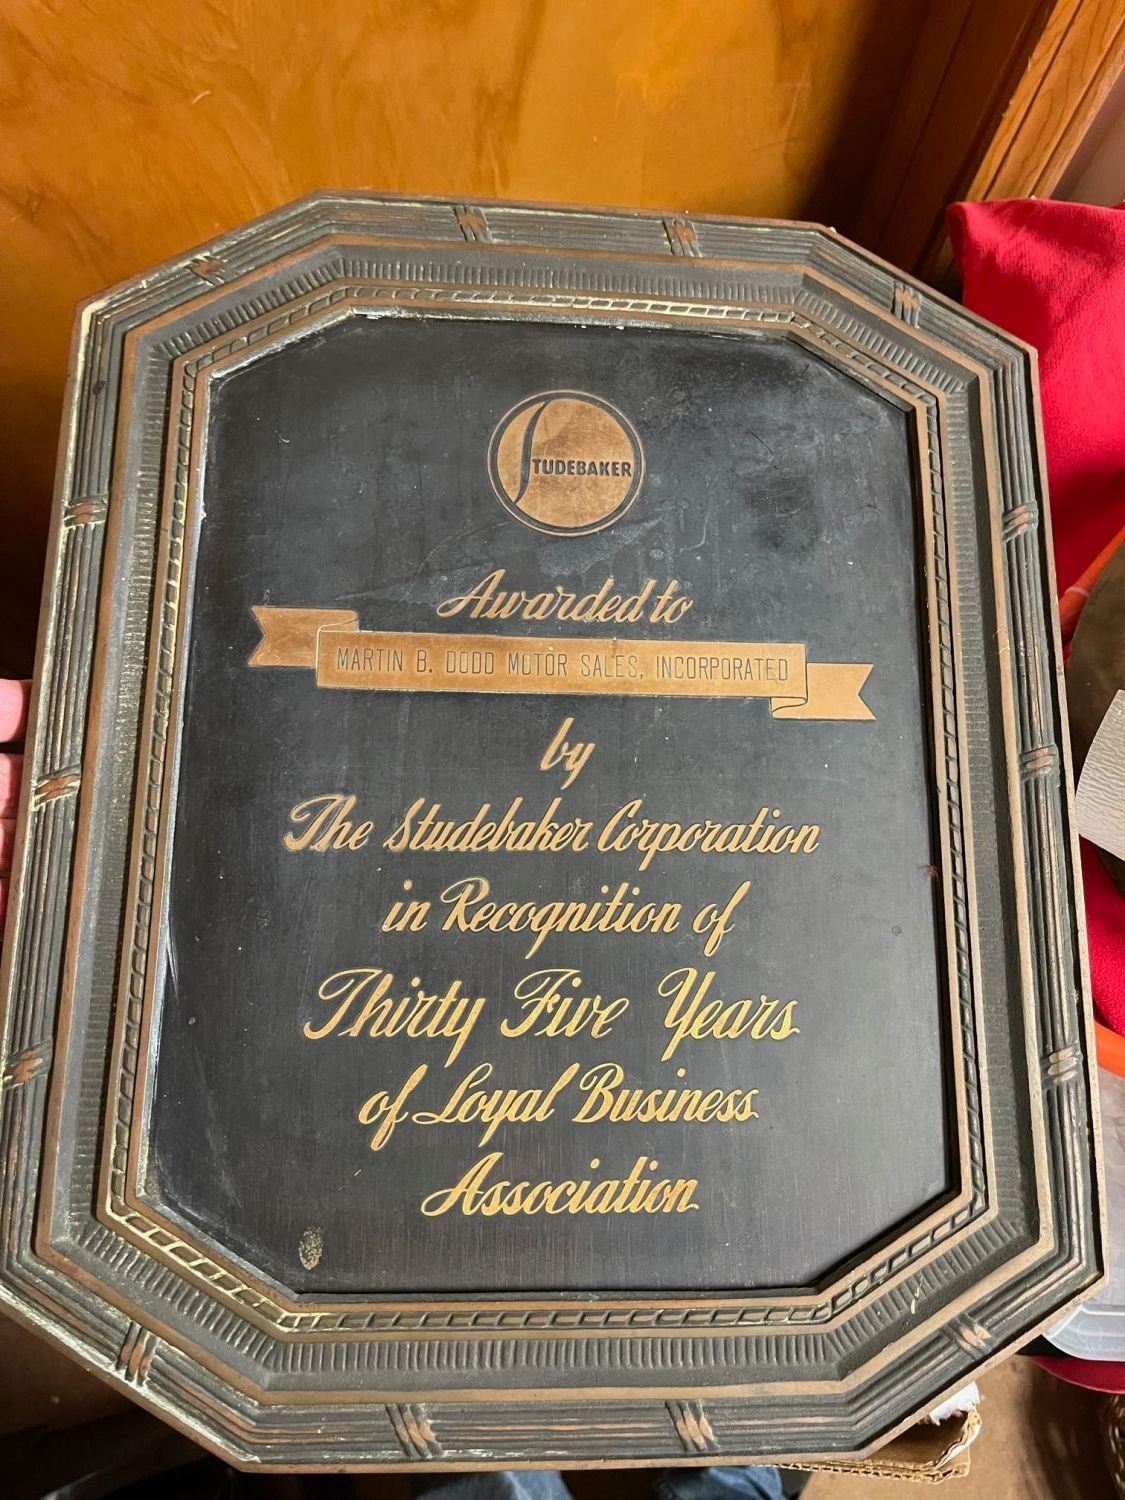 STUDEBAKER
Awarded to
MARTIN B. DODD MOTOR SALES, INCORPORATED
by
The Studebaker Corporation
in Recognition of
Thirty Five Years
of Loyal Business
Association